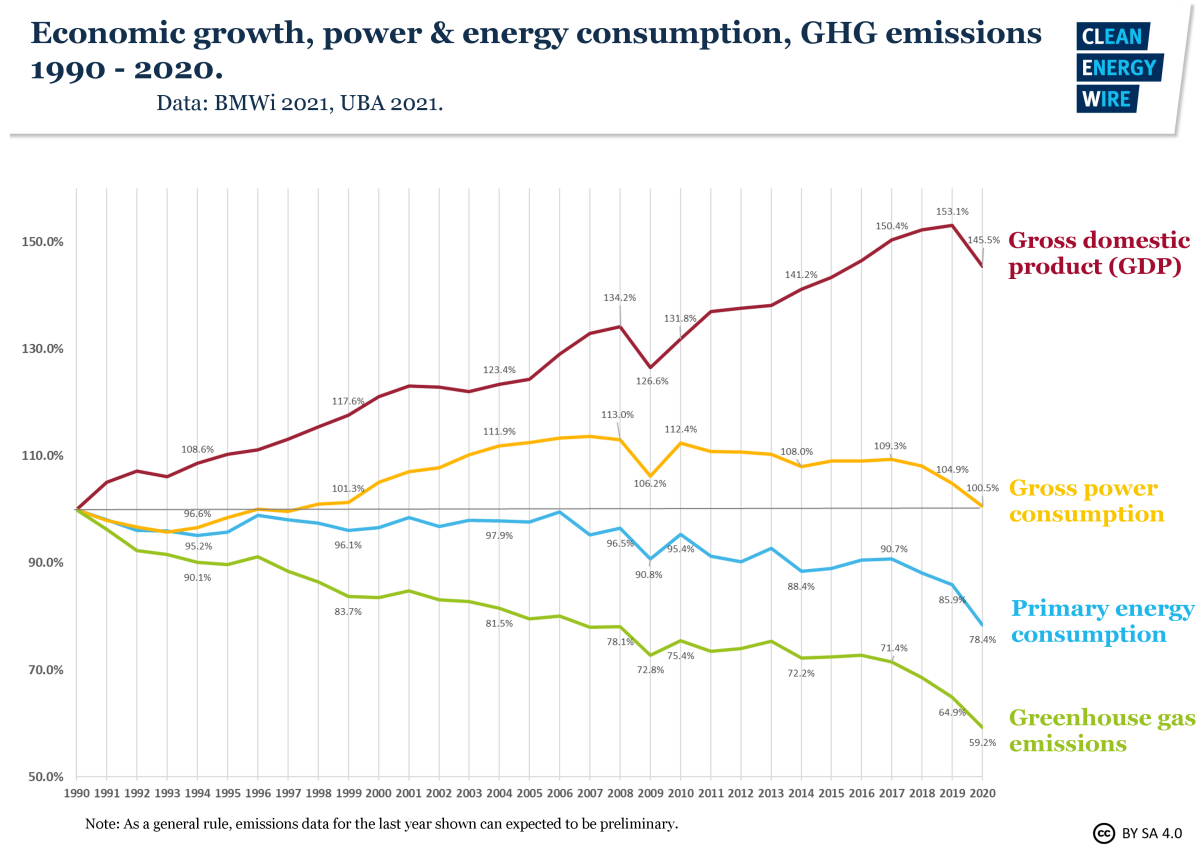 Economic growth, power & energy consumption, GHG emissions
1990 - 2020.
Data: BMWi 2021, UBA 2021.
CLEAN
ENERGY
WIRE
150.0%
130.0%
110.0%
90.0%
70.0%
50.0%
108.6%
117.6%
123.4%
134.2%
126.6%
131.8%
141.2%
150.4%
153.1%
145.5%
Gross domestic
product (GDP)
96.6%
101.3%
111.9%
113.0%
106.2%
112.4%
108.0%
109.3%
104.9%
100.5%
Gross power
consumption
95.2%
96.1%
97.9%
96.5%
90.8%
95.4%
88.4%
90.7%
85.9%
78.4%
Primary energy
consumption
90.1%
83.7%
81.5%
78.1%
72.8%
75.4%
72.2%
71.4%
64.9%
59.2%
Greenhouse gas
emissions
1990 1991 1992 1993 1994 1995 1996 1997 1998 1999 2000 2001 2002 2003 2004 2005 2006 2007 2008 2009 2010 2011 2012 2013 2014 2015 2016 2017 2018 2019 2020
Note: As a general rule, emissions data for the last year shown can expected to be preliminary.
cc BY SA 4.0